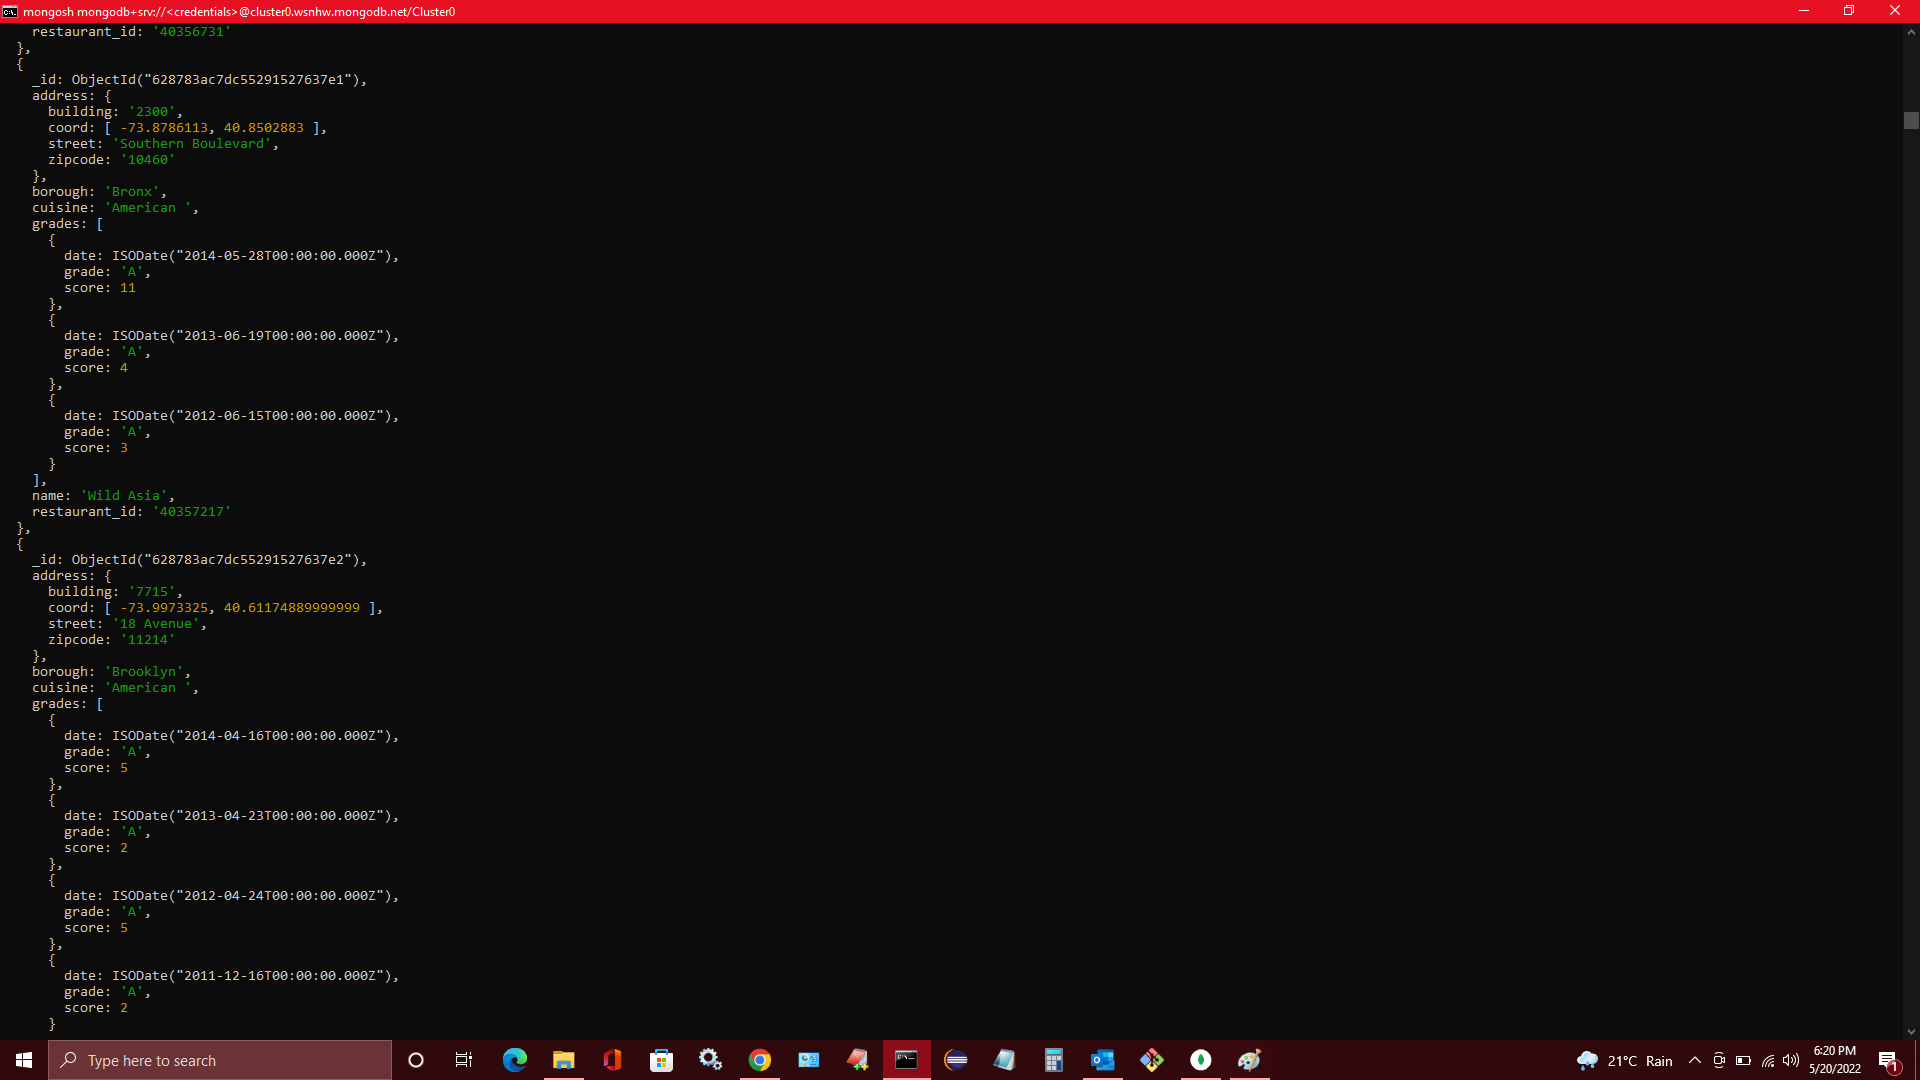 mongosh mongodb+srv://<credentials>@cluster0.wsnhw.mongodb.net/Cluster0
    restaurant_id: '40356731'
  },
  {
    _id: ObjectId("628783ac7dc55291527637e1"),
    address: {
      building: '2300',
      coord: [ -73.8786113, 40.8502883 ],
      street: 'Southern Boulevard',
      zipcode: '10460'
    },
    borough: 'Bronx',
    cuisine: 'American ',
    grades: [
      {
        date: ISODate("2014-05-28T00:00:00.000Z"),
        grade: 'A',
        score: 11
      },
      {
        date: ISODate("2013-06-19T00:00:00.000Z"),
        grade: 'A',
        score: 4
      },
      {
        date: ISODate("2012-06-15T00:00:00.000Z"),
        grade: 'A',
        score: 3
      }
    ],
    name: 'Wild Asia',
    restaurant_id: '40357217'
  },
  {
    _id: ObjectId("628783ac7dc55291527637e2"),
    address: {
      building: '7715',
      coord: [ -73.9973325, 40.61174889999999 ],
      street: '18 Avenue',
      zipcode: '11214'
    },
    borough: 'Brooklyn',
    cuisine: 'American ',
    grades: [
      {
        date: ISODate("2014-04-16T00:00:00.000Z"),
        grade: 'A',
        score: 5
      },
      {
        date: ISODate("2013-04-23T00:00:00.000Z"),
        grade: 'A',
        score: 2
      },
      {
        date: ISODate("2012-04-24T00:00:00.000Z"),
        grade: 'A',
        score: 5
      },
      {
        date: ISODate("2011-12-16T00:00:00.000Z"),
        grade: 'A',
        score: 2
      }
Type here to search
21°C Rain
6:20 PM
5/20/2022
1